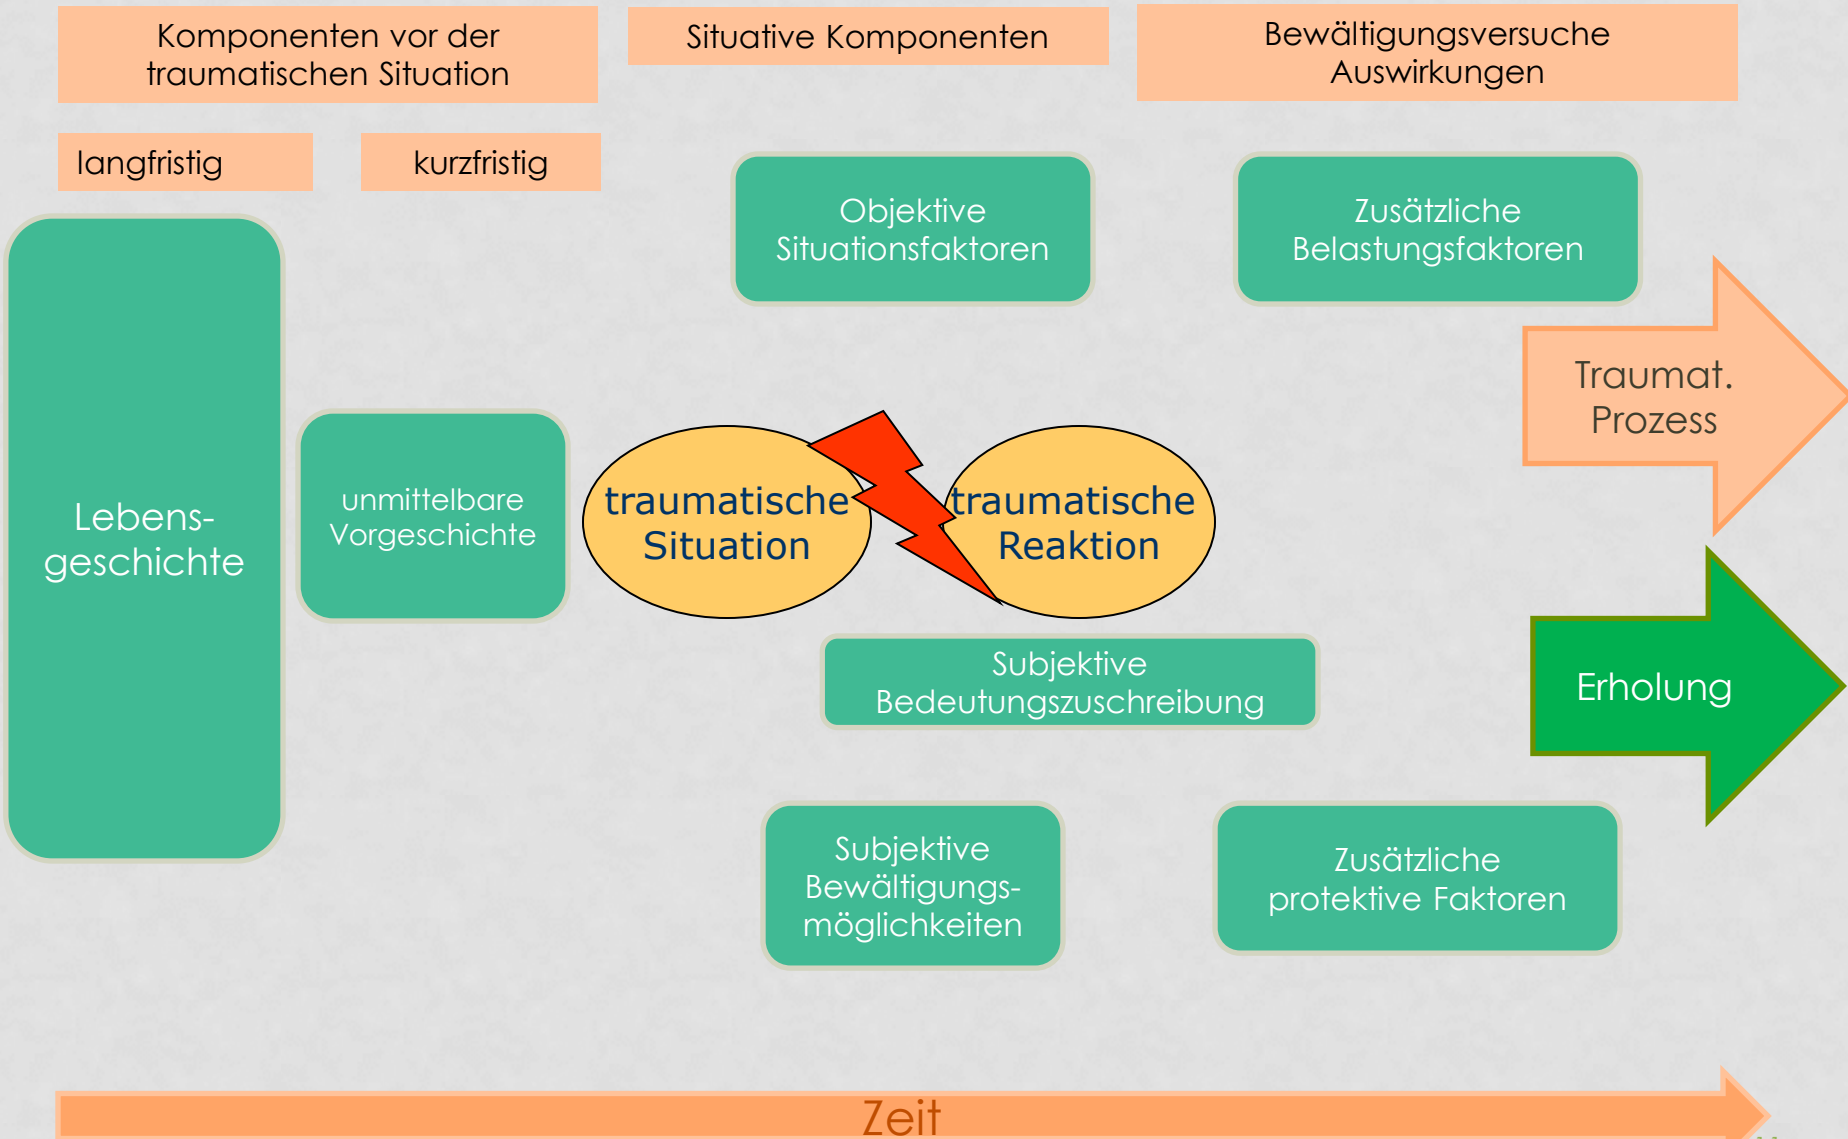 Komponenten vor der
traumatischen Situation
Situative Komponenten
Bewältigungsversuche
Auswirkungen
langfristig
kurzfristig
Objektive
Situationsfaktoren
Zusätzliche
Belastungsfaktoren
Traumat.
Prozess
Lebens-
geschichte
unmittelbare
Vorgeschichte
traumatische
Situation
traumatische
Reaktion
Subjektive
Bedeutungszuschreibung
Erholung
Subjektive
Bewältigungs-
möglichkeiten
Zusätzliche
protektive Faktoren
Zeit